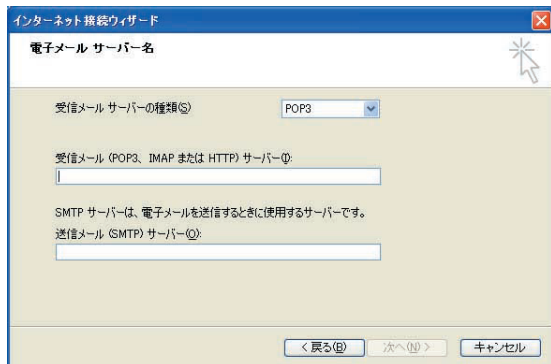 インターネット接続ウィザード
電子メール サーバー名
受信メール サーバーの種類(S) POP3
受信メール (POP3、IMAP または HTTP) サーバー(I):
SMTP サーバーは、電子メールを送信するときに使用するサーバーです。
送信メール (SMTP) サーバー(O):
< 戻る(B) 次へ(N) > キャンセル